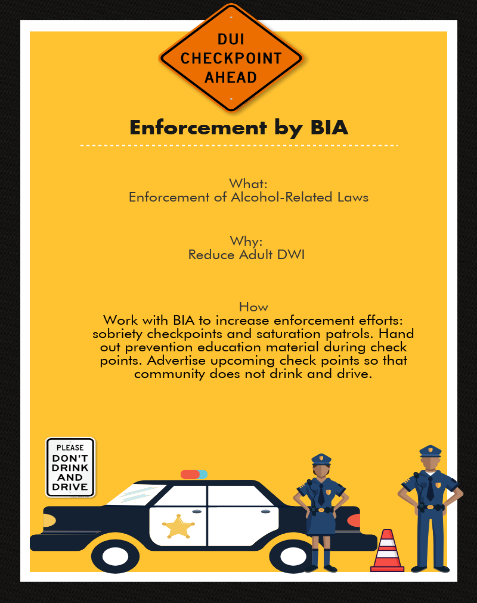 DUI
CHECKPOINT
AHEAD
Enforcement by BIA
What:
Enforcement of Alcohol-Related Laws
Why:
Reduce Adult DWI
How
Work with BIA to increase enforcement efforts:
sobriety checkpoints and saturation patrols. Hand
out prevention education material during check
points. Advertise upcoming check points so that
community does not drink and drive.
PLEASE
DON'T
DRINK
AND
DRIVE